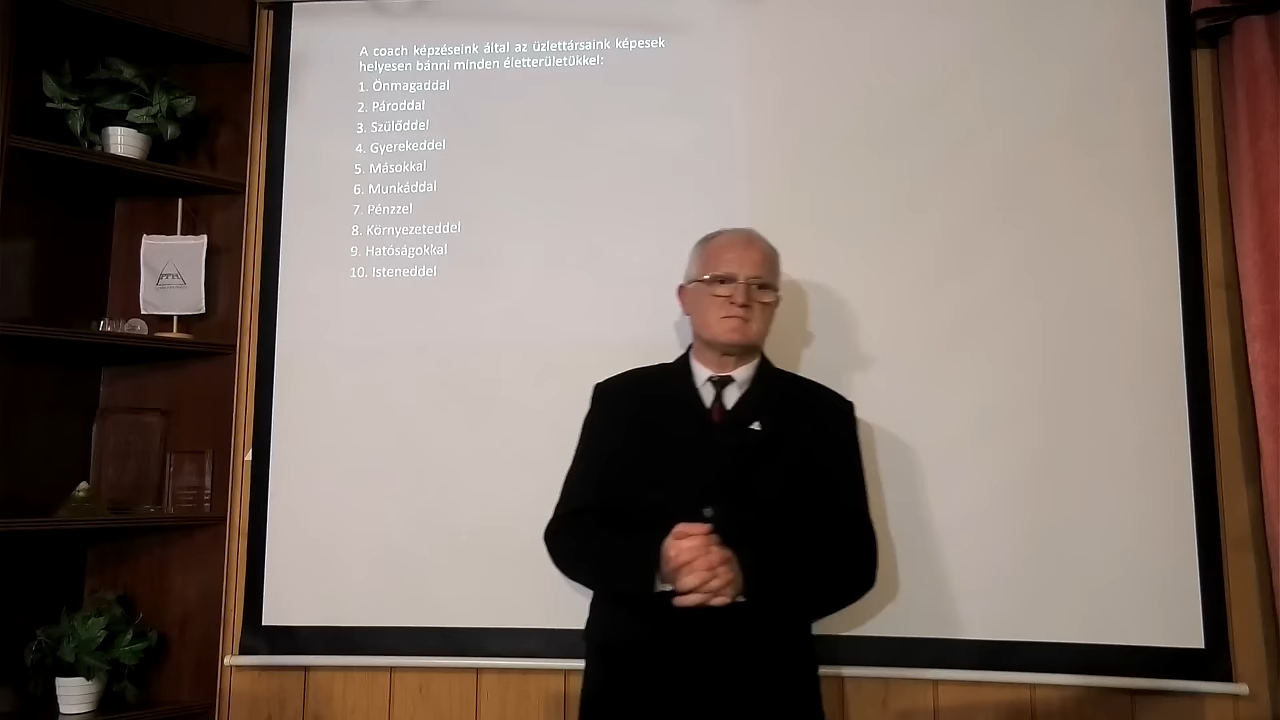 A coach képzéseink által az üzlettársaink képesek
helyesen bánni minden életterületükkel:
1. Önmagaddal
2. Pároddal
3. Szülőddel
4. Gyerekeddel
5. Másokkal
6. Munkáddal
7. Pénzzel
8. Környezeteddel
9. Hatóságokkal
10. Isteneddel